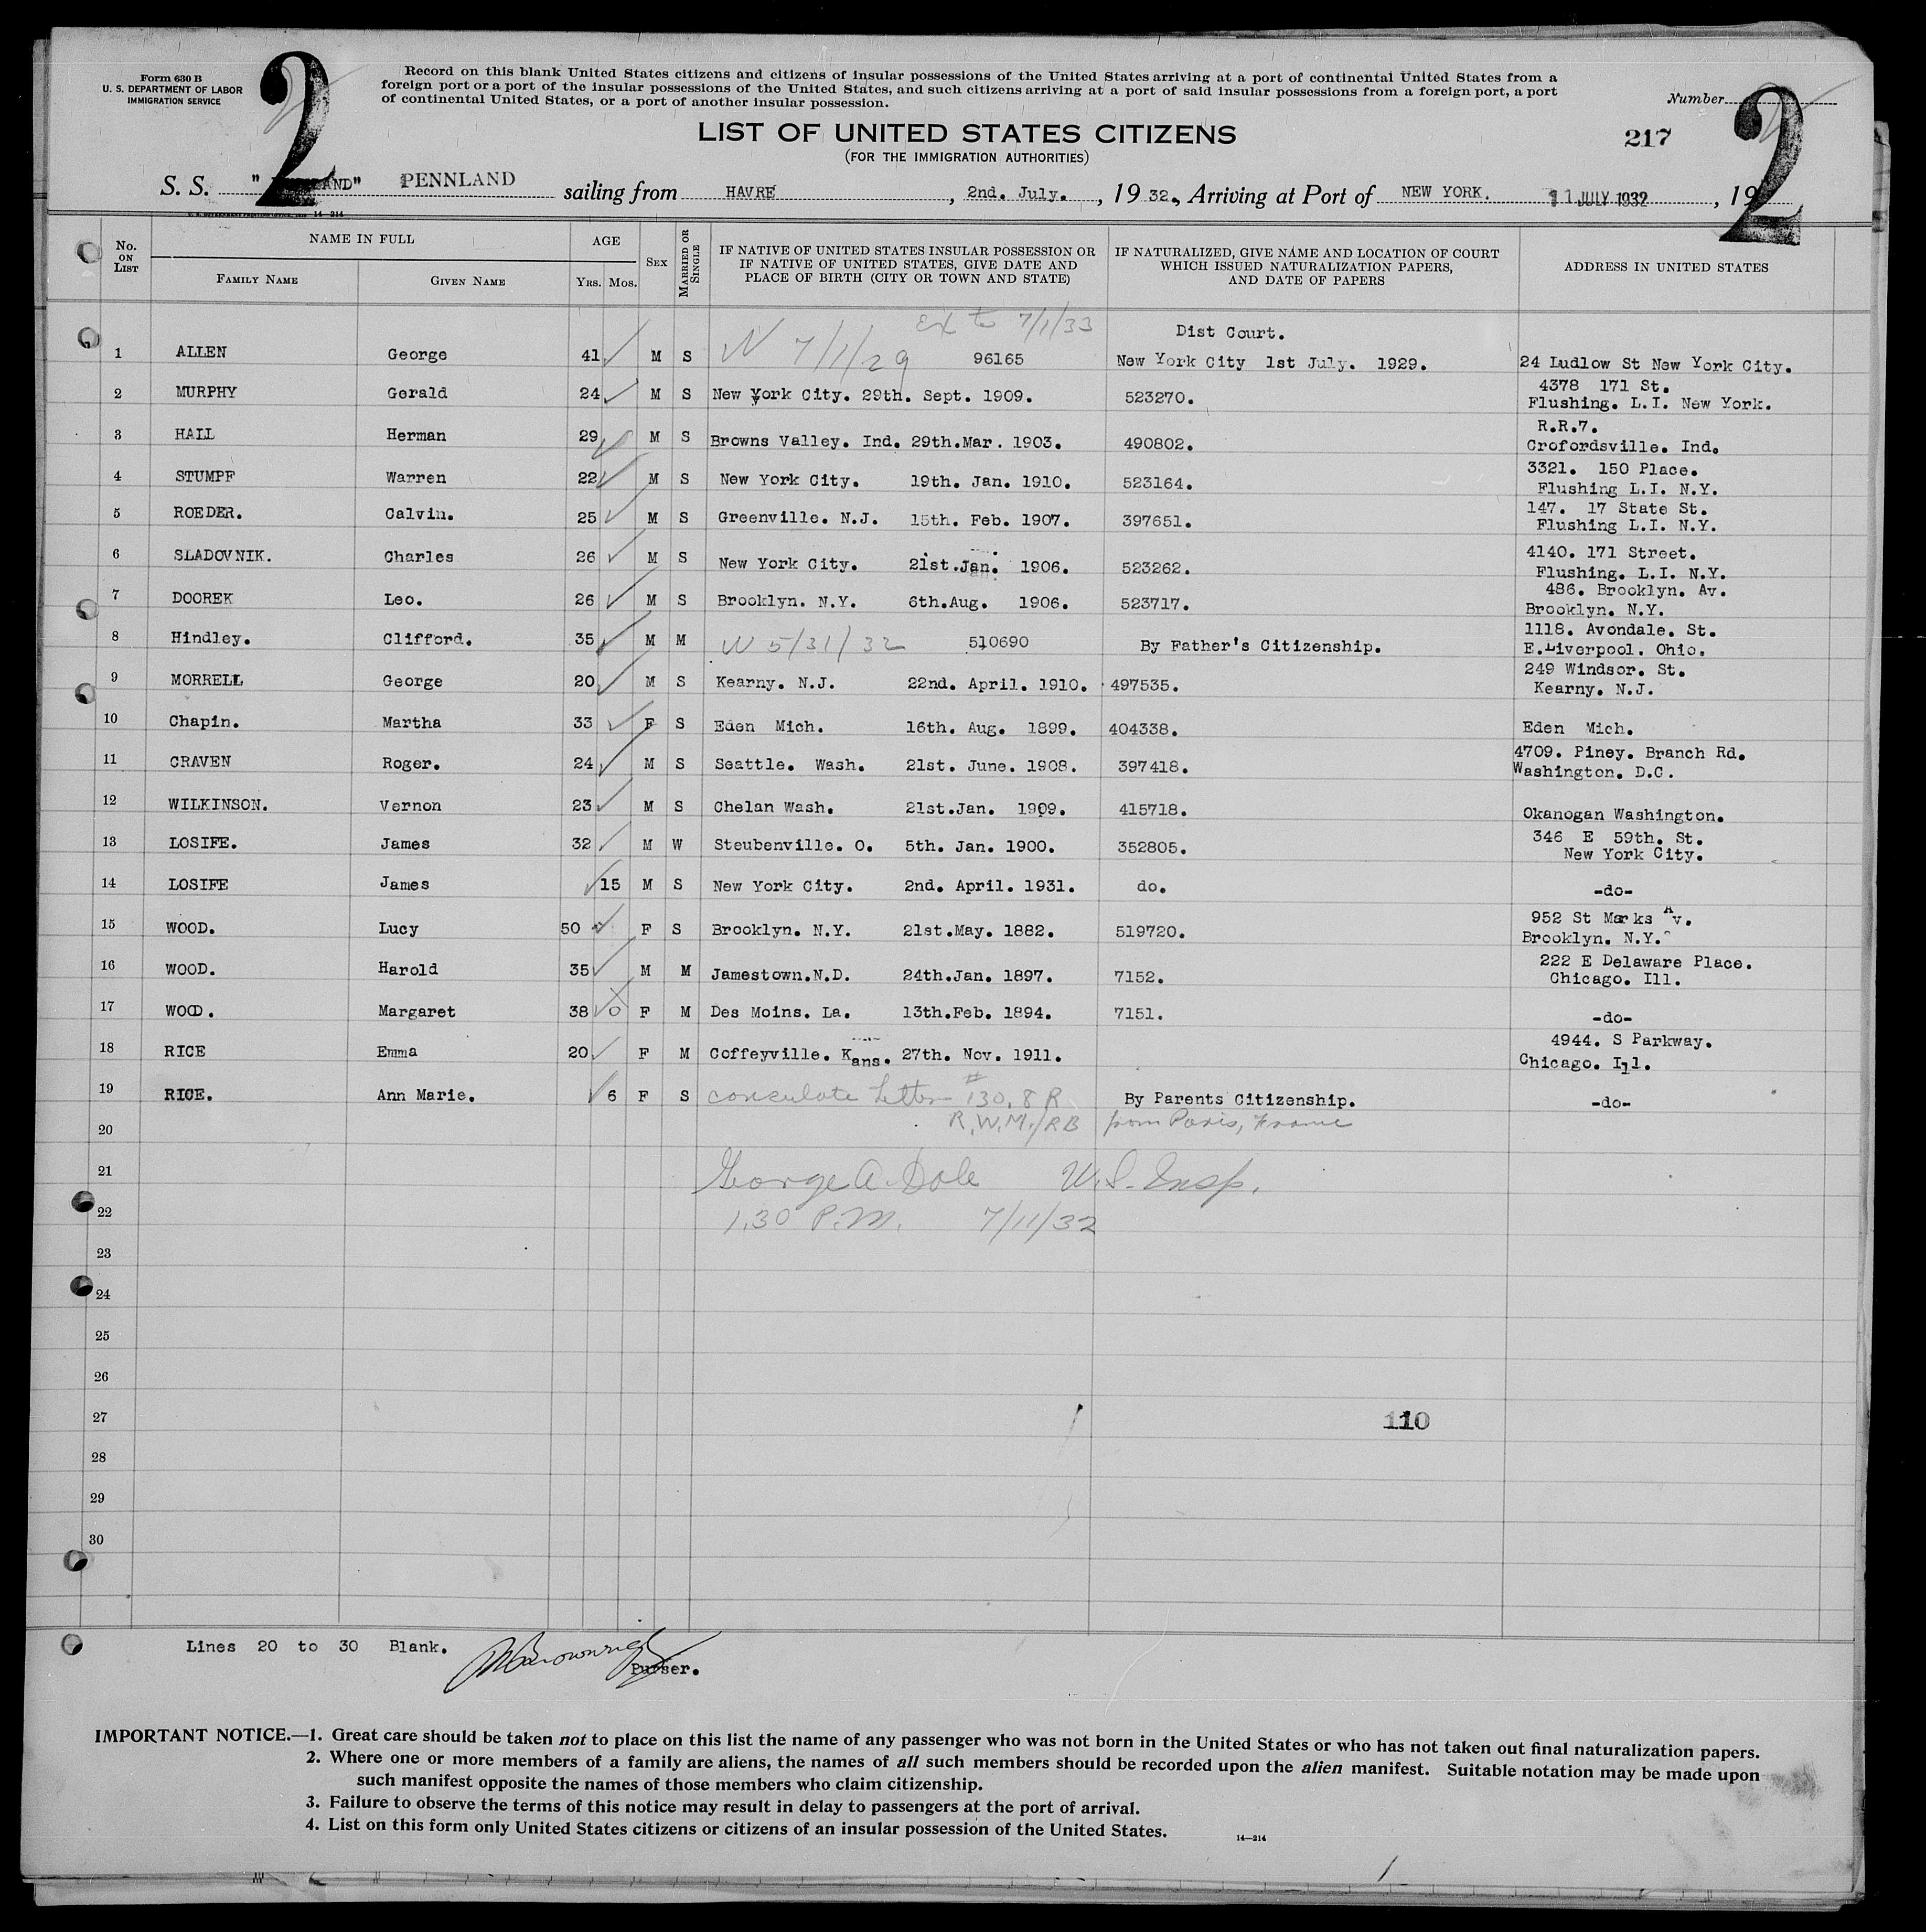 Form 630 B
U. S. DEPARTMENT OF LABOR
IMMIGRATION SERVICE
2
Record on this blank United States citizens and citizens of insular possessions of the United States arriving at a port of continental United States from a
foreign port or a port of the insular possessions of the United States, and such citizens arriving at a port of said insular possessions from a foreign port, a port
of continental United States, or a port of another insular possession.
Number
2
LIST OF UNITED STATES CITIZENS
217
(FOR THE IMMIGRATION AUTHORITIES)
S. S. PENNLAND sailing from HAVRE, 2nd. July., 1932., Arriving at Port of NEW YORK. 11 JULY 1932, 19
No. ON LIST
NAME IN FULL
FAMILY NAME GIVEN NAME
AGE
YRS. MOS.
SEX
MARRIED OR SINGLE
IF NATIVE OF UNITED STATES INSULAR POSSESSION OR
IF NATIVE OF UNITED STATES, GIVE DATE AND
PLACE OF BIRTH (CITY OR TOWN AND STATE)
IF NATURALIZED, GIVE NAME AND LOCATION OF COURT
WHICH ISSUED NATURALIZATION PAPERS,
AND DATE OF PAPERS
ADDRESS IN UNITED STATES
ex to 7/1/33 Dist Court.
1 ALLEN George 41 M S N 7/1/29 96165 New York City 1st July. 1929. 24 Ludlow St New York City.
4378 171 St.
2 MURPHY Gerald 24 M S New York City. 29th. Sept. 1909. 523270. Flushing. L.I. New York.
R.R.7.
3 HALL Herman 29 M S Browns Valley. Ind. 29th.Mar. 1903. 490802. Crofordsville. Ind.
3321. 150 Place.
4 STUMPF Warren 22 M S New York City. 19th. Jan. 1910. 523164. Flushing L.I. N.Y.
147. 17 State St.
5 ROEDER. Calvin. 25 M S Greenville. N.J. 15th. Feb. 1907. 397651. Flushing L.I. N.Y.
4140. 171 Street.
6 SLADOVNIK. Charles 26 M S New York City. 21st.Jan. 1906. 523262. Flushing. L.I. N.Y.
486. Brooklyn. Av.
7 DOOREK Leo. 26 M S Brooklyn. N.Y. 6th.Aug. 1906. 523717. Brooklyn. N.Y.
1118. Avondale. St.
8 Hindley. Clifford. 35 M M N 5/31/32 510690 By Father's Citizenship. E.Liverpool. Ohio.
249 Windsor. St.
9 MORRELL George 20 M S Kearny. N.J. 22nd. April. 1910. 497535. Kearny. N.J.
10 Chapin. Martha 33 F S Eden Mich. 16th. Aug. 1899. 404338. Eden Mich.
4709. Piney. Branch Rd.
11 CRAVEN Roger. 24 M S Seattle. Wash. 21st. June. 1908. 397418. Washington. D.C.
12 WILKINSON. Vernon 23 M S Chelan Wash. 21st.Jan. 1909. 415718. Okanogan Washington.
346 E 59th. St.
13 LOSIFE. James 32 M W Steubenville. O. 5th. Jan. 1900. 352805. New York City.
14 LOSIFE James 15 M S New York City. 2nd. April. 1931. do. -do-
952 St Marks Av.
15 WOOD. Lucy 50 F S Brooklyn. N.Y. 21st.May. 1882. 519720. Brooklyn. N.Y.
222 E Delaware Place.
16 WOOD. Harold 35 M M Jamestown.N.D. 24th.Jan. 1897. 7152. Chicago. Ill.
17 WOOD. Margaret 38 0 F M Des Moins. La. 13th.Feb. 1894. 7151. -do-
4944. S Parkway.
18 RICE Emma 20 F M Coffeyville. Kans. 27th. Nov. 1911. Chicago. Ill.
19 RICE. Ann Marie. 6 F S consulate Letter #130.8 R By Parents Citizenship. -do-
20 R.W.M./RB from Paris, France
21 George A. Dole U.S. Insp.
22 1.30 P.M. 7/11/32
23
24
25
26
27 110
28
29
30
Lines 20 to 30 Blank.
Purser.
IMPORTANT NOTICE.—1. Great care should be taken not to place on this list the name of any passenger who was not born in the United States or who has not taken out final naturalization papers.
2. Where one or more members of a family are aliens, the names of all such members should be recorded upon the alien manifest. Suitable notation may be made upon
such manifest opposite the names of those members who claim citizenship.
3. Failure to observe the terms of this notice may result in delay to passengers at the port of arrival.
4. List on this form only United States citizens or citizens of an insular possession of the United States.
14—214